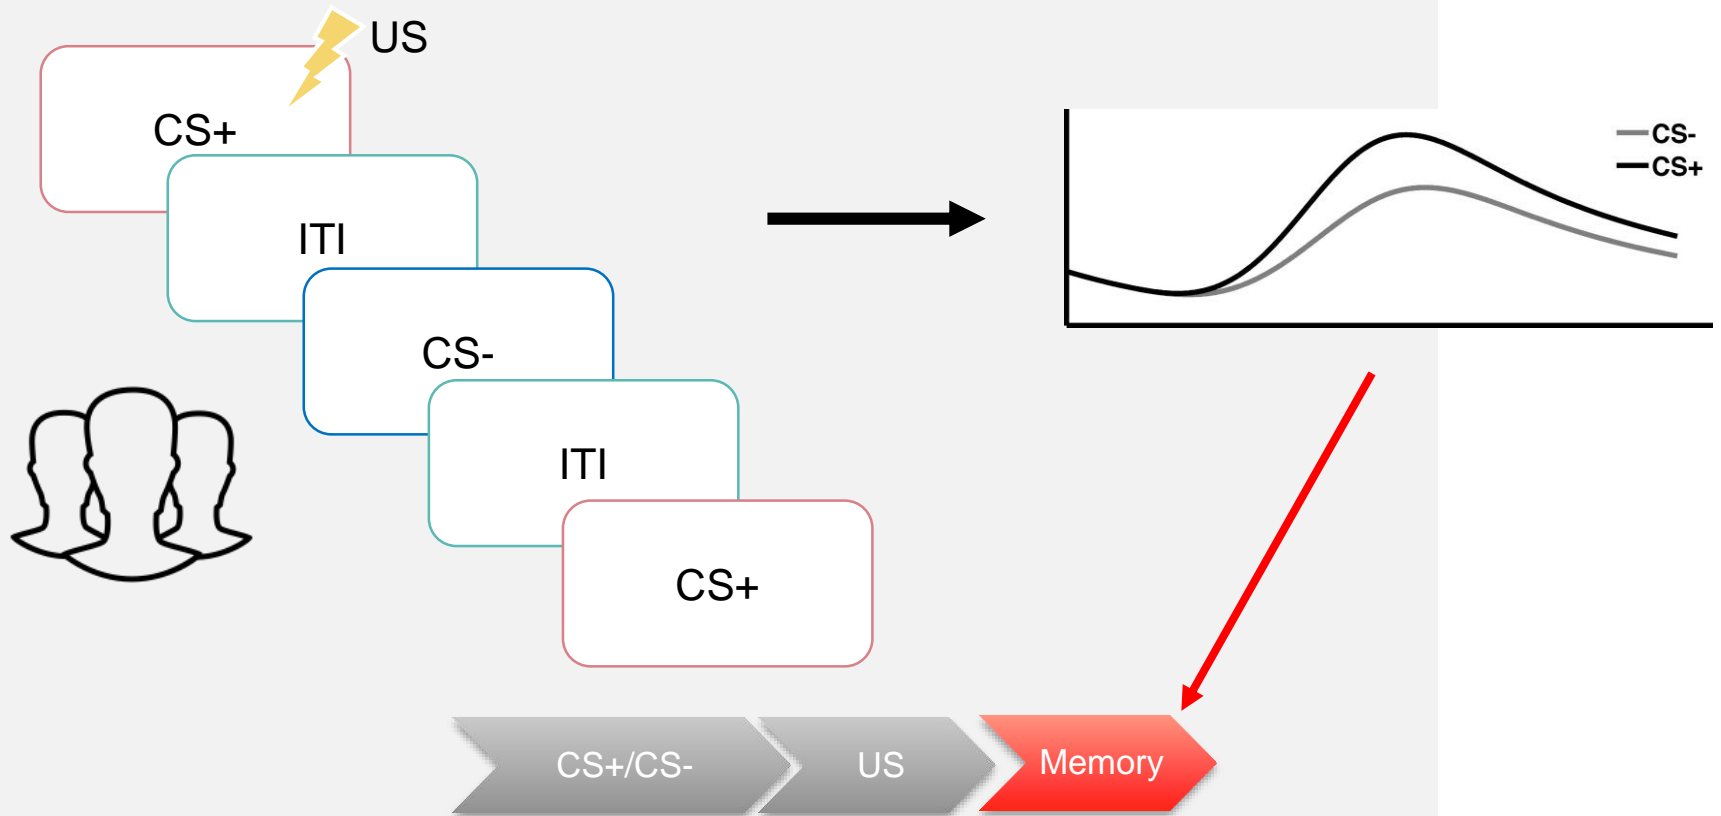 US
CS+
ITI
CS-
ITI
CS+
CS-
CS+
CS+/CS-
US
Memory